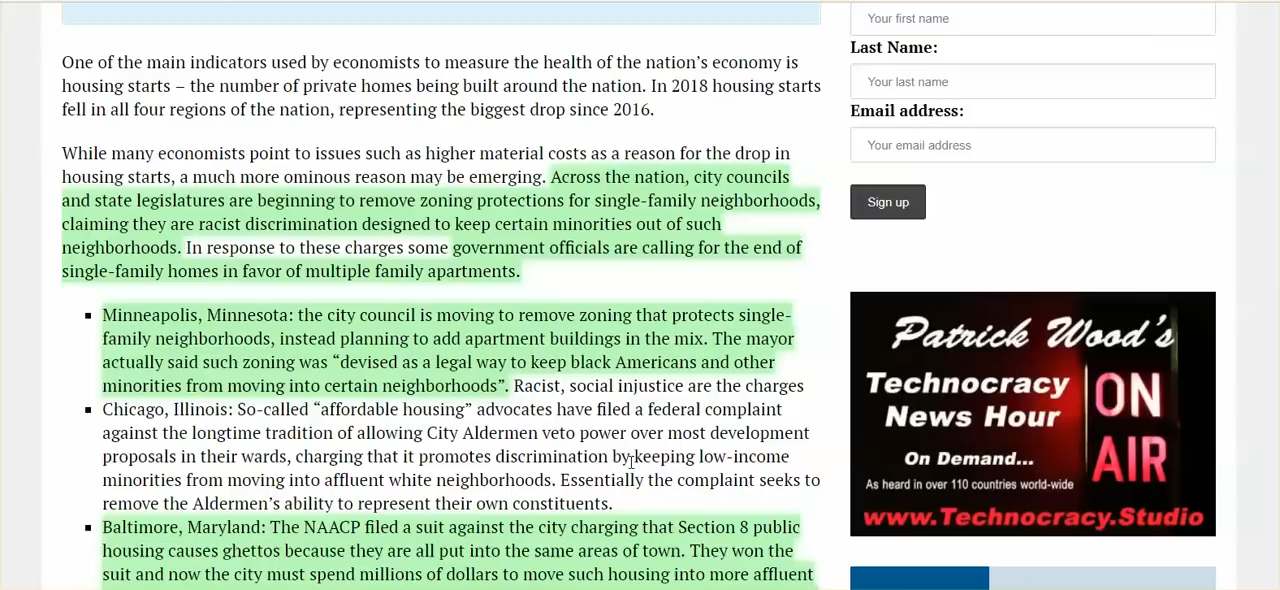 One of the main indicators used by economists to measure the health of the nation’s economy is
housing starts – the number of private homes being built around the nation. In 2018 housing starts
fell in all four regions of the nation, representing the biggest drop since 2016.
While many economists point to issues such as higher material costs as a reason for the drop in
housing starts, a much more ominous reason may be emerging. Across the nation, city councils
and state legislatures are beginning to remove zoning protections for single-family neighborhoods,
claiming they are racist discrimination designed to keep certain minorities out of such
neighborhoods. In response to these charges some government officials are calling for the end of
single-family homes in favor of multiple family apartments.
Minneapolis, Minnesota: the city council is moving to remove zoning that protects single-
family neighborhoods, instead planning to add apartment buildings in the mix. The mayor
actually said such zoning was “devised as a legal way to keep black Americans and other
minorities from moving into certain neighborhoods”. Racist, social injustice are the charges
Chicago, Illinois: So-called “affordable housing” advocates have filed a federal complaint
against the longtime tradition of allowing City Aldermen veto power over most development
proposals in their wards, charging that it promotes discrimination by keeping low-income
minorities from moving into affluent white neighborhoods. Essentially the complaint seeks to
remove the Aldermen’s ability to represent their own constituents.
Baltimore, Maryland: The NAACP filed a suit against the city charging that Section 8 public
housing causes ghettos because they are all put into the same areas of town. They won the
suit and now the city must spend millions of dollars to move such housing into more affluent
Your first name
Last Name:
Your last name
Email address:
Your email address
Sign up
Patrick Wood’s
Technocracy
News Hour
On Demand...
As heard in over 110 countries world-wide
ON
AIR
www.Technocracy.Studio